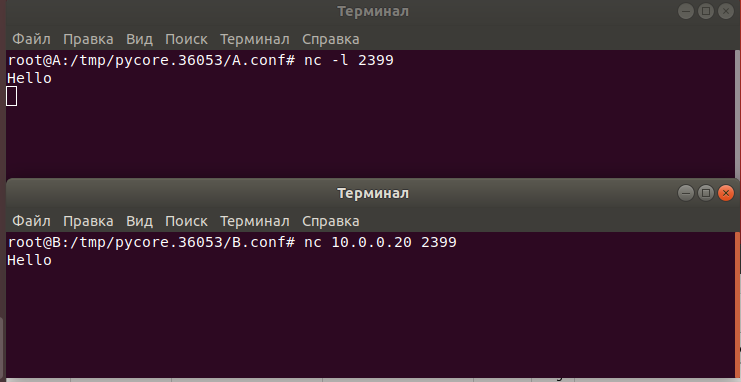 Терминал
Файл Правка Вид Поиск Терминал Справка
root@A:/tmp/pycore.36053/A.conf# nc -l 2399
Hello
Терминал
Файл Правка Вид Поиск Терминал Справка
root@B:/tmp/pycore.36053/B.conf# nc 10.0.0.20 2399
Hello